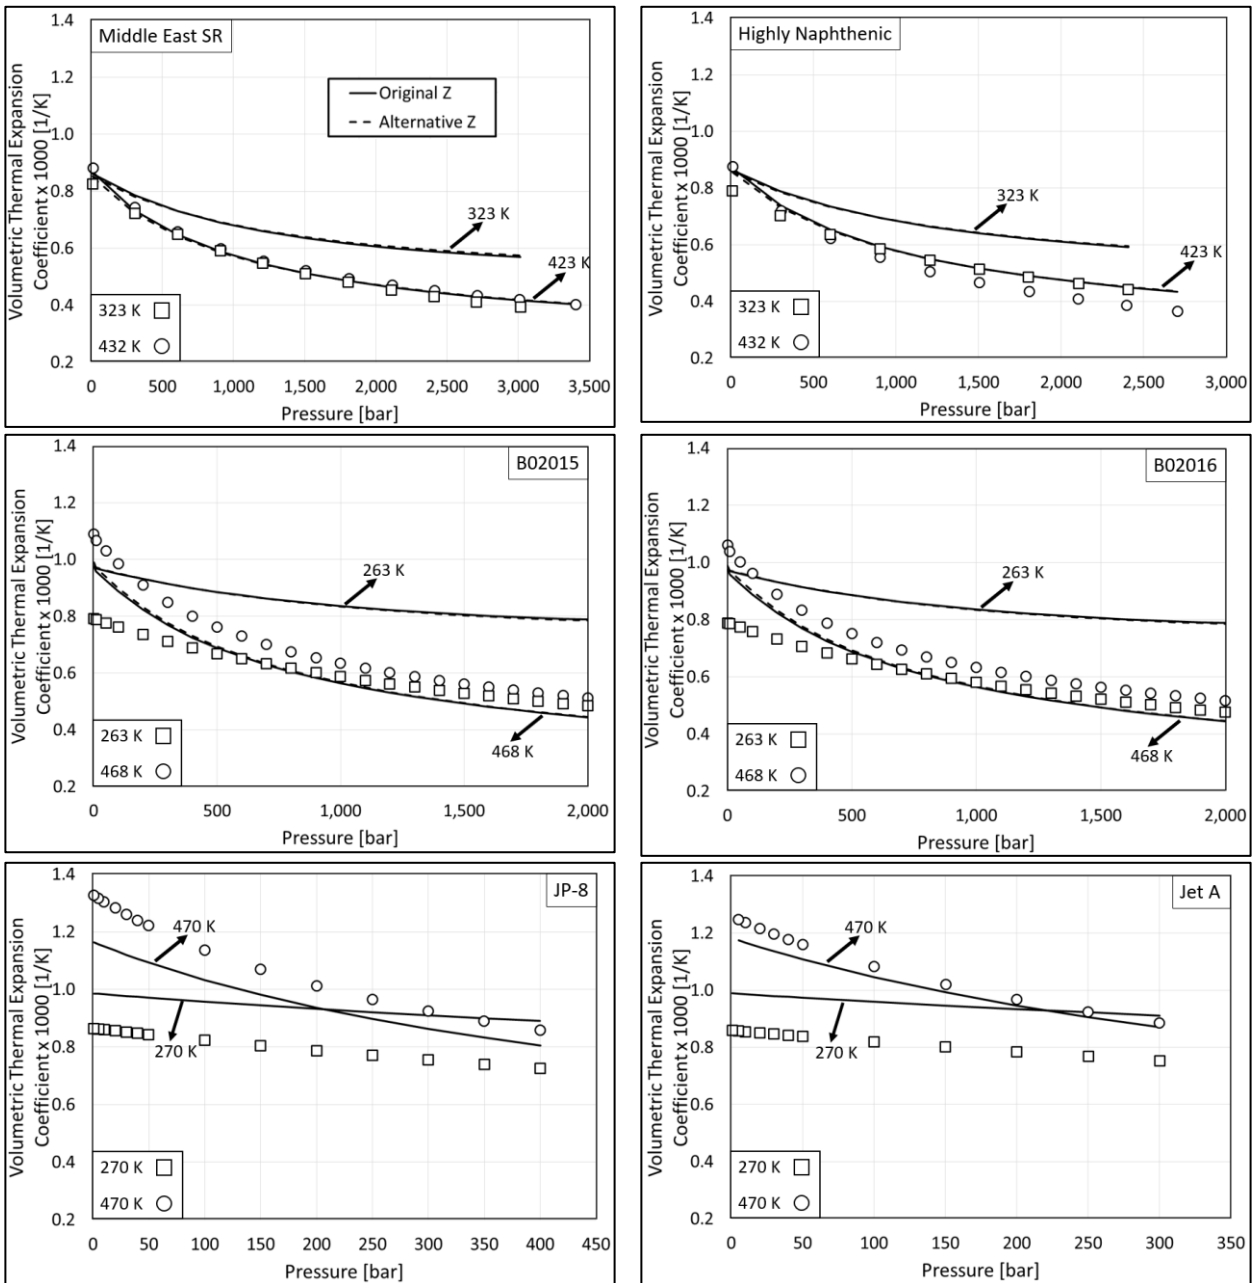 Middle East SR
Volumetric Thermal Expansion
Coefficient x 1000 [1/K]
1.4
1.2
1.0
0.8
0.6
0.4
0.2
Original Z
Alternative Z
323 K
423 K
323 K
432 K
0 500 1,000 1,500 2,000 2,500 3,000 3,500
Pressure [bar]
Highly Naphthenic
Volumetric Thermal Expansion
Coefficient x 1000 [1/K]
1.4
1.2
1.0
0.8
0.6
0.4
0.2
323 K
423 K
323 K
432 K
0 500 1,000 1,500 2,000 2,500 3,000
Pressure [bar]
B02015
Volumetric Thermal Expansion
Coefficient x 1000 [1/K]
1.4
1.2
1.0
0.8
0.6
0.4
0.2
263 K
468 K
263 K
468 K
0 500 1,000 1,500 2,000
Pressure [bar]
B02016
Volumetric Thermal Expansion
Coefficient x 1000 [1/K]
1.4
1.2
1.0
0.8
0.6
0.4
0.2
263 K
468 K
263 K
468 K
0 500 1,000 1,500 2,000
Pressure [bar]
JP-8
Volumetric Thermal Expansion
Coefficient x 1000 [1/K]
1.4
1.2
1.0
0.8
0.6
0.4
0.2
470 K
270 K
270 K
470 K
0 50 100 150 200 250 300 350 400 450
Pressure [bar]
Jet A
Volumetric Thermal Expansion
Coefficient x 1000 [1/K]
1.4
1.2
1.0
0.8
0.6
0.4
0.2
470 K
270 K
270 K
470 K
0 50 100 150 200 250 300 350
Pressure [bar]